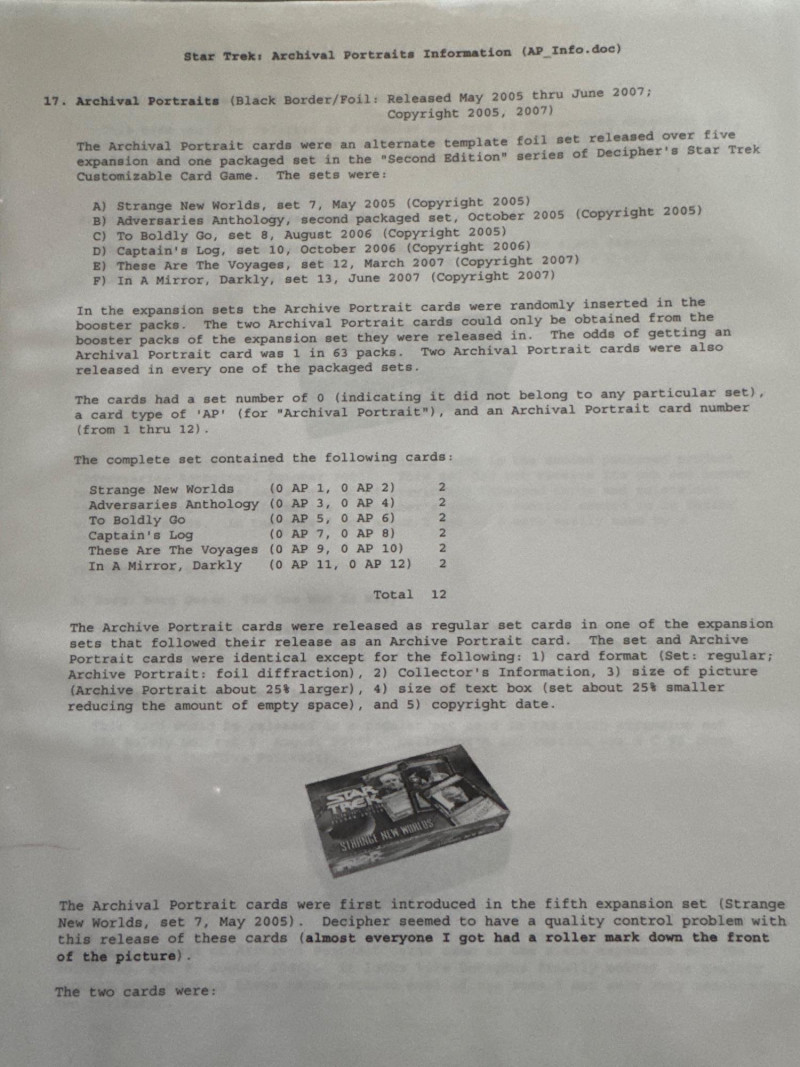 Star Trek: Archival Portraits Information (AP_Info.doc)
17. Archival Portraits (Black Border/Foil: Released May 2005 thru June 2007;
Copyright 2005, 2007)
The Archival Portrait cards were an alternate template foil set released over five
expansion and one packaged set in the "Second Edition" series of Decipher's Star Trek
Customizable Card Game. The sets were:
A) Strange New Worlds, set 7, May 2005 (Copyright 2005)
B) Adversaries Anthology, second packaged set, October 2005 (Copyright 2005)
C) To Boldly Go, set 8, August 2006 (Copyright 2005)
D) Captain's Log, set 10, October 2006 (Copyright 2006)
E) These Are The Voyages, set 12, March 2007 (Copyright 2007)
F) In A Mirror, Darkly, set 13, June 2007 (Copyright 2007)
In the expansion sets the Archive Portrait cards were randomly inserted in the
booster packs. The two Archival Portrait cards could only be obtained from the
booster packs of the expansion set they were released in. The odds of getting an
Archival Portrait card was 1 in 63 packs. Two Archival Portrait cards were also
released in every one of the packaged sets.
The cards had a set number of 0 (indicating it did not belong to any particular set),
a card type of 'AP' (for "Archival Portrait"), and an Archival Portrait card number
(from 1 thru 12).
The complete set contained the following cards:
Strange New Worlds (0 AP 1, 0 AP 2) 2
Adversaries Anthology (0 AP 3, 0 AP 4) 2
To Boldly Go (0 AP 5, 0 AP 6) 2
Captain's Log (0 AP 7, 0 AP 8) 2
These Are The Voyages (0 AP 9, 0 AP 10) 2
In A Mirror, Darkly (0 AP 11, 0 AP 12) 2
Total 12
The Archive Portrait cards were released as regular set cards in one of the expansion
sets that followed their release as an Archive Portrait card. The set and Archive
Portrait cards were identical except for the following: 1) card format (Set: regular;
Archive Portrait: foil diffraction), 2) Collector's Information, 3) size of picture
(Archive Portrait about 25% larger), 4) size of text box (set about 25% smaller
reducing the amount of empty space), and 5) copyright date.
STAR
TREK
STRANGE NEW WORLDS
The Archival Portrait cards were first introduced in the fifth expansion set (Strange
New Worlds, set 7, May 2005). Decipher seemed to have a quality control problem with
this release of these cards (almost everyone I got had a roller mark down the front
of the picture).
The two cards were: